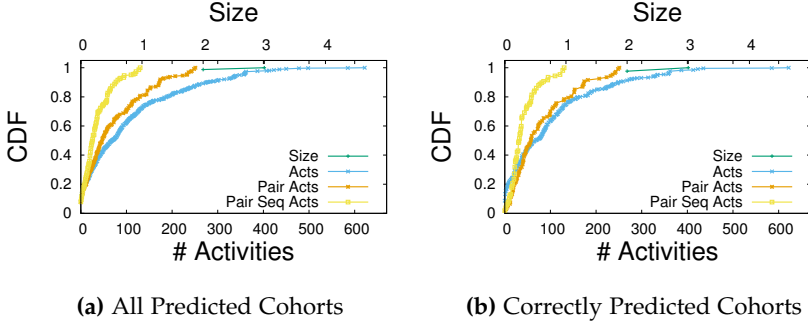 Size
0 1 2 3 4
1
0.8
0.6
0.4
0.2
0
CDF
Size
Acts
Pair Acts
Pair Seq Acts
0 100 200 300 400 500 600
# Activities
(a) All Predicted Cohorts
Size
0 1 2 3 4
1
0.8
0.6
0.4
0.2
0
CDF
Size
Acts
Pair Acts
Pair Seq Acts
0 100 200 300 400 500 600
# Activities
(b) Correctly Predicted Cohorts